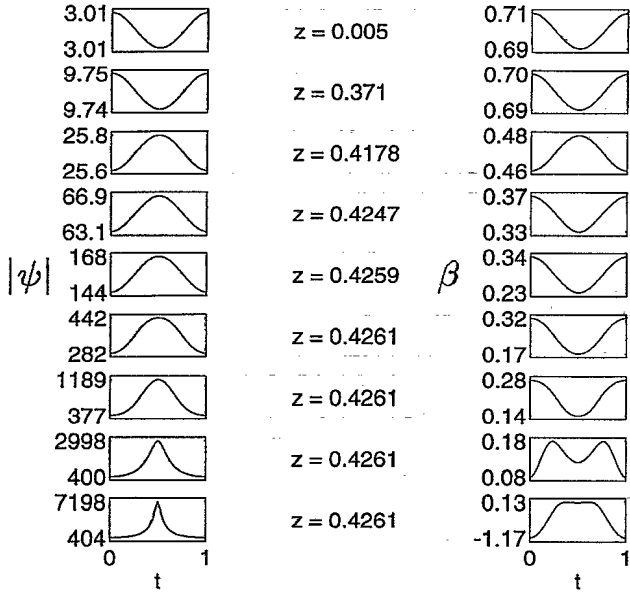 3.01 z = 0.005 0.71
3.01 0.69
9.75 z = 0.371 0.70
9.74 0.69
25.8 z = 0.4178 0.48
25.6 0.46
66.9 z = 0.4247 0.37
63.1 0.33
|ψ| 168 z = 0.4259 β 0.34
144 0.23
442 z = 0.4261 0.32
282 0.17
1189 z = 0.4261 0.28
377 0.14
2998 z = 0.4261 0.18
400 0.08
7198 z = 0.4261 0.13
404 -1.17
0 1 0 1
t t